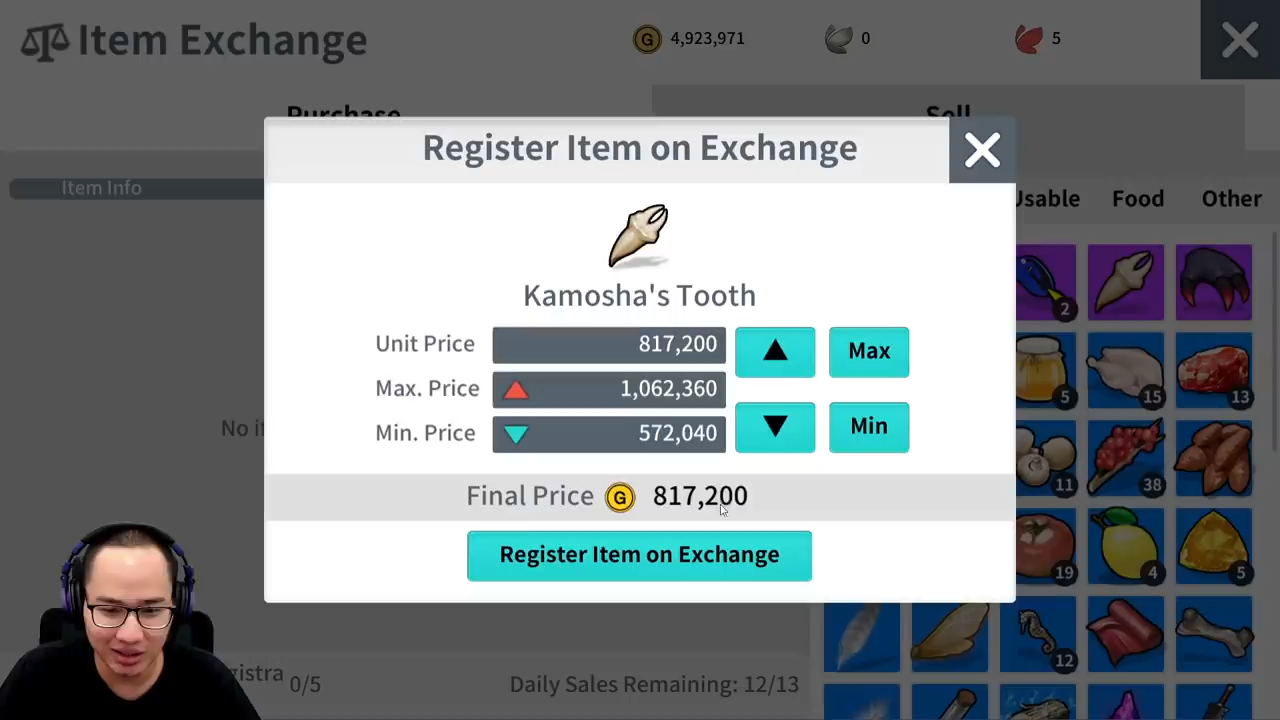 Item Exchange
G 4,923,971
0
5
Purchase
Sell
Register Item on Exchange
Item Info
Usable
Food
Other
Kamosha's Tooth
2
Unit Price 817,200
Max
Max. Price 1,062,360
5
15
13
Min. Price 572,040
Min
No i
11
38
Final Price G 817,200
Register Item on Exchange
19
4
5
12
gistra 0/5
Daily Sales Remaining: 12/13